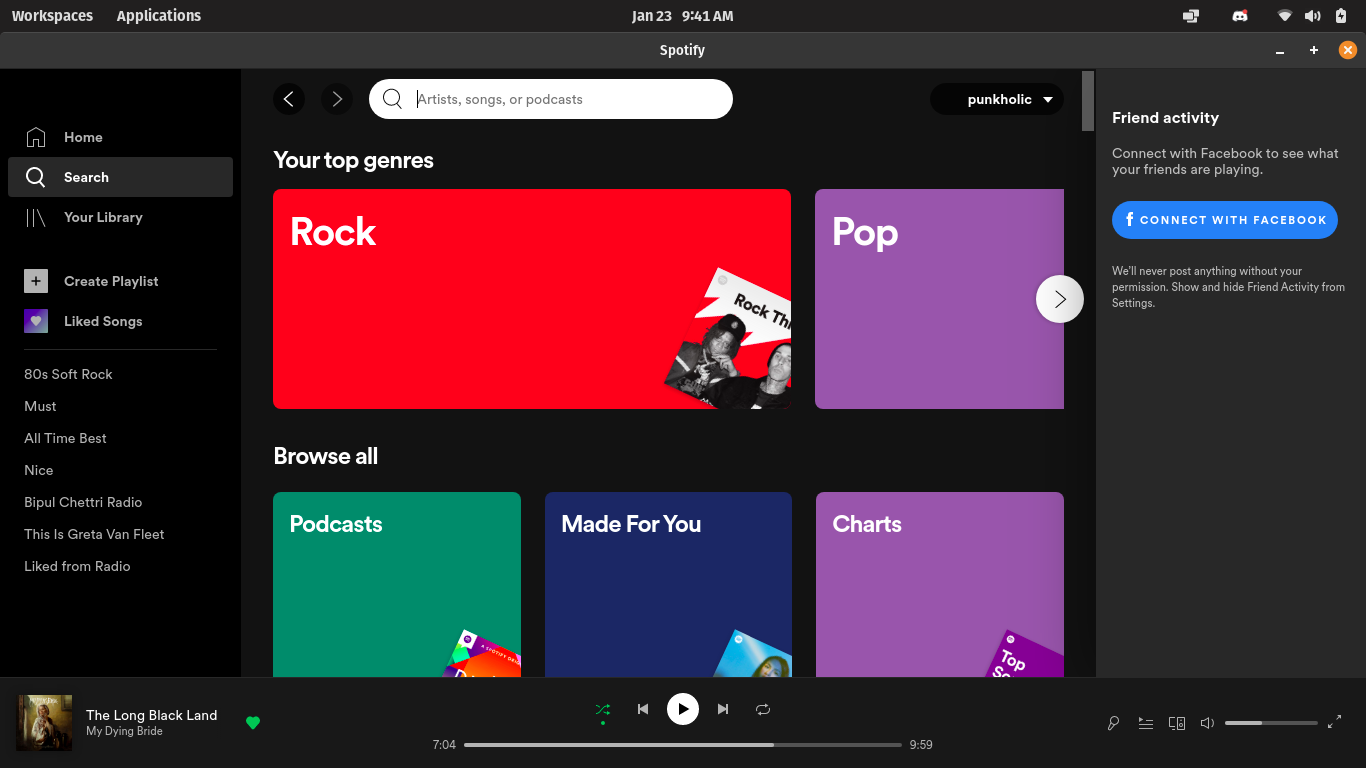 Workspaces Applications Jan 23 9:41 AM
Spotify
Home
Search
Your Library
Create Playlist
Liked Songs
80s Soft Rock
Must
All Time Best
Nice
Bipul Chettri Radio
This Is Greta Van Fleet
Liked from Radio
Artists, songs, or podcasts
punkholic
Your top genres
Rock
Rock Thi
Pop
Browse all
Podcasts
A SPOTIFY ORIG
Made For You
Charts
Top
Friend activity
Connect with Facebook to see what
your friends are playing.
CONNECT WITH FACEBOOK
We'll never post anything without your
permission. Show and hide Friend Activity from
Settings.
The Long Black Land
My Dying Bride
7:04
9:59